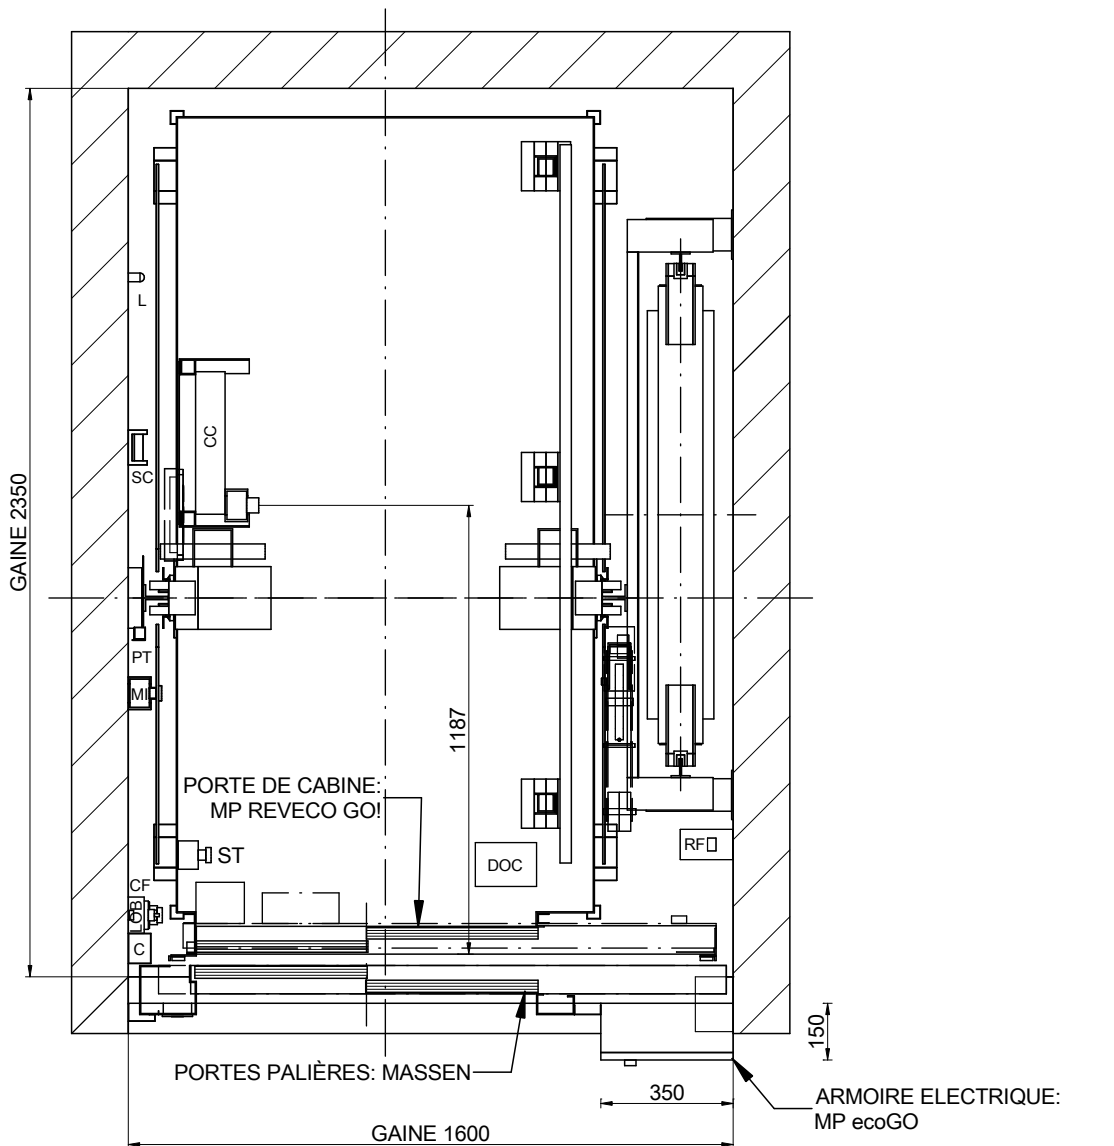 L
CC
SC
GAINE 2350
PT
MI
1187
PORTE DE CABINE:
MP REVECO GO!
ST
DOC
RF
CF
C
150
PORTES PALIÈRES: MASSEN
350
ARMOIRE ELECTRIQUE:
MP ecoGO
GAINE 1600